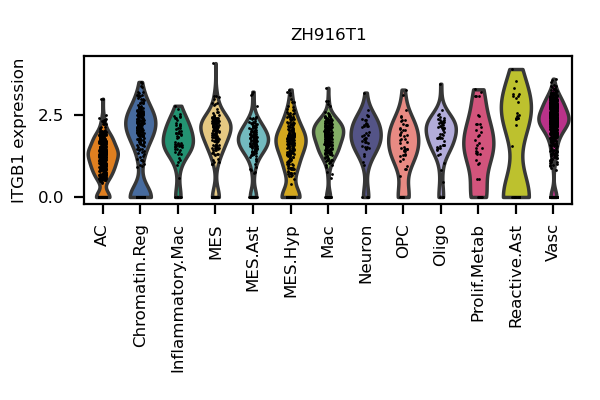 ZH916T1
ITGB1 expression
2.5
0.0
AC
Chromatin.Reg
Inflammatory.Mac
MES
MES.Ast
MES.Hyp
Mac
Neuron
OPC
Oligo
Prolif.Metab
Reactive.Ast
Vasc